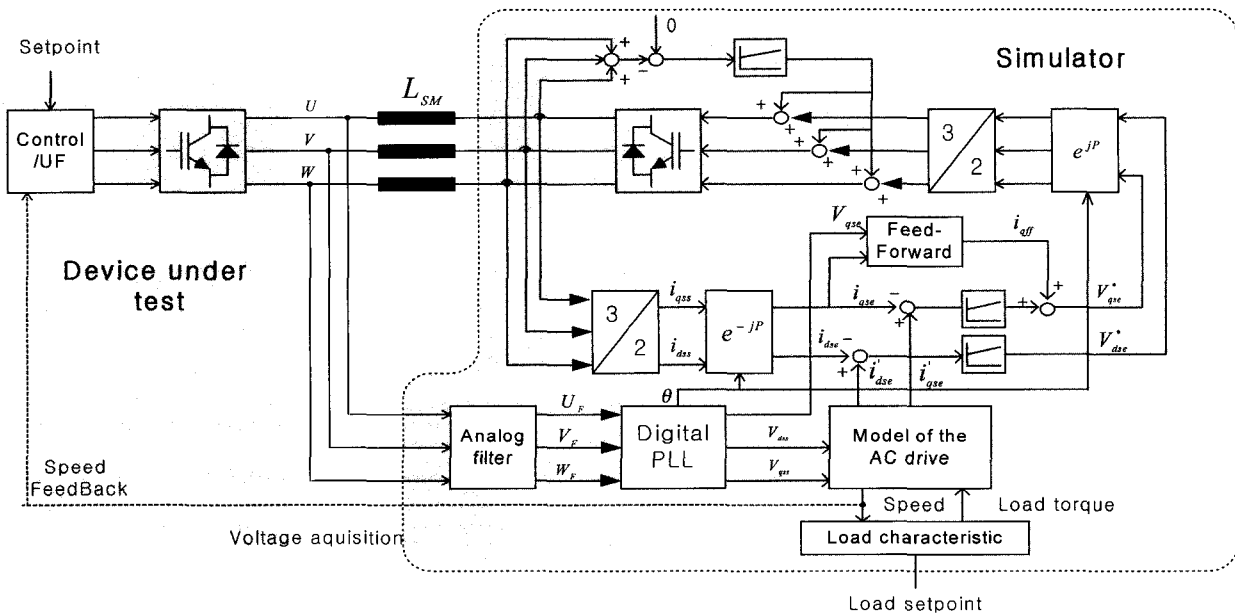 Setpoint
Control
/UF
U
V
W
L_SM
0
+
+
−
Simulator
+
+
+
+
+
+
3
2
e^{jP}
Device under
test
V_qse
Feed-
Forward
i_qff
3
2
i_qss
i_dss
e^{-jP}
i_qse
−
+
+
+
V*_qse
i_dse
−
+
i'_dse
i'_qse
V*_dse
θ
Analog
filter
U_F
V_F
W_F
Digital
PLL
V_dss
V_qss
Model of the
AC drive
Speed
FeedBack
Speed
Load torque
Voltage aquisition
Load characteristic
Load setpoint